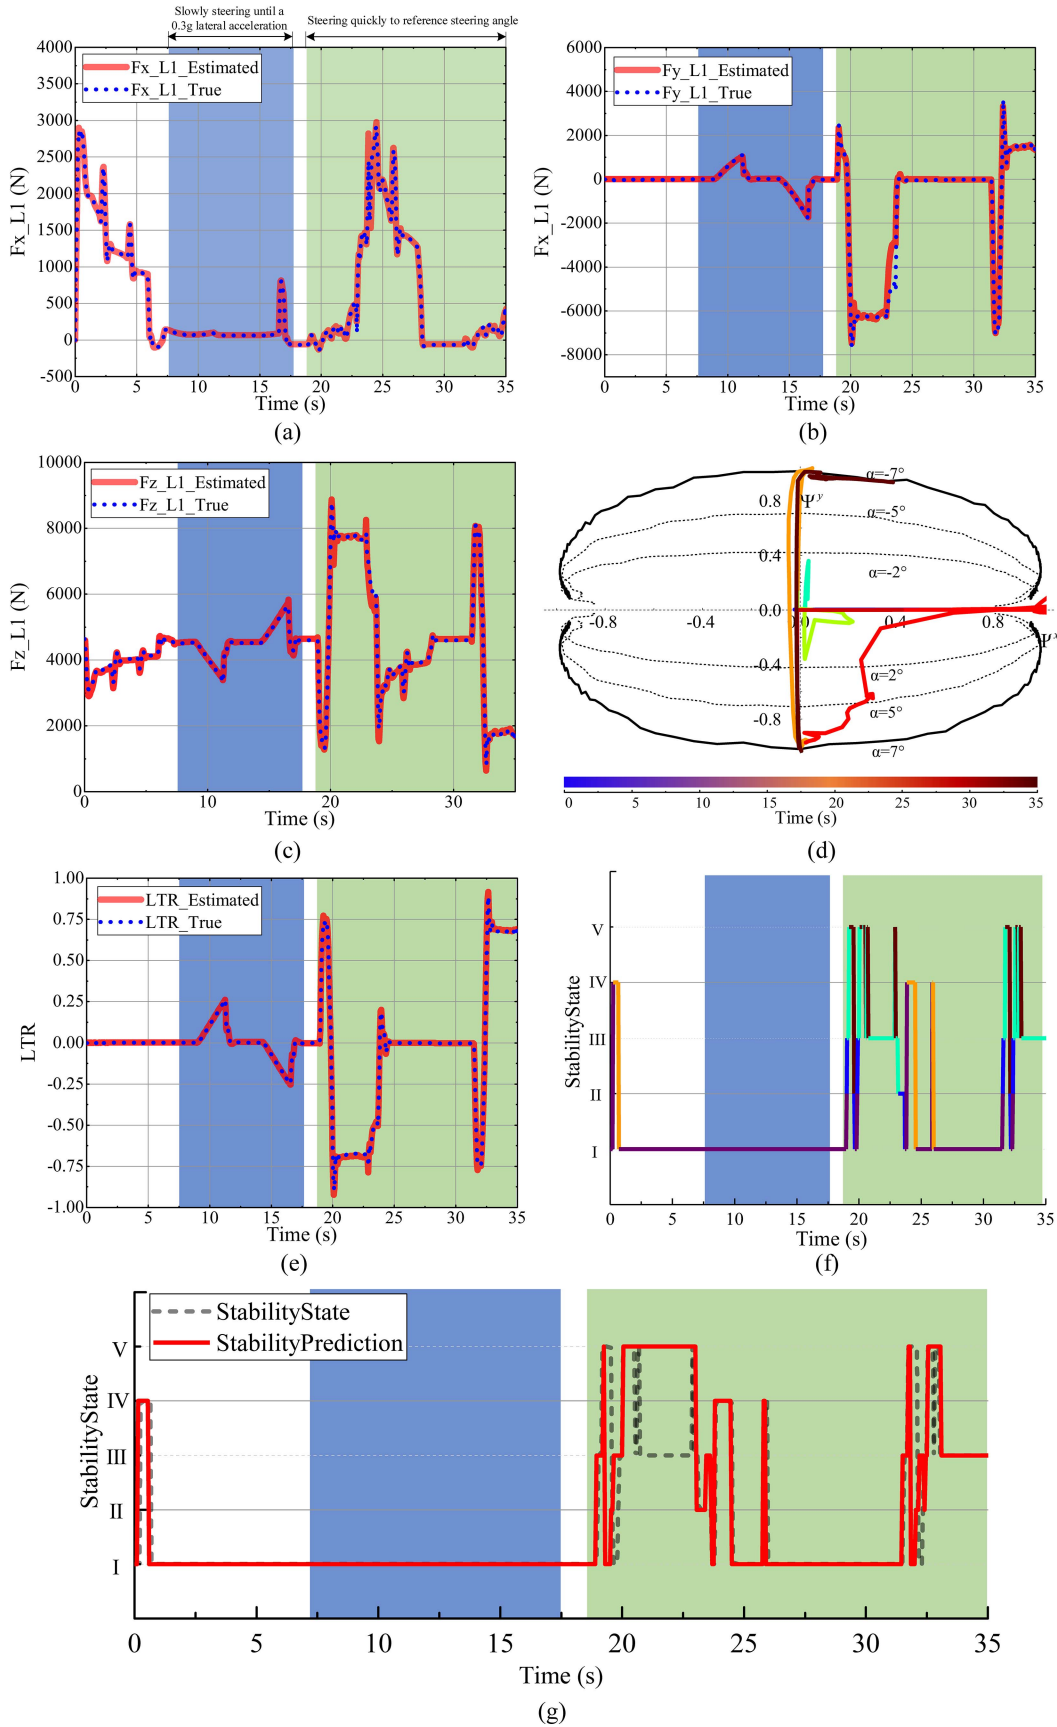 Slowly steering until a
0.3g lateral acceleration
Steering quickly to reference steering angle
Fx_L1_Estimated
Fx_L1_True
Fx_L1 (N)
4000
3500
3000
2500
2000
1500
1000
500
0
-500
0 5 10 15 20 25 30 35
Time (s)
(a)
Fy_L1_Estimated
Fy_L1_True
Fx_L1 (N)
6000
4000
2000
0
-2000
-4000
-6000
-8000
0 5 10 15 20 25 30 35
Time (s)
(b)
Fz_L1_Estimated
Fz_L1_True
Fz_L1 (N)
10000
8000
6000
4000
2000
0
0 10 20 30
Time (s)
(c)
α=-7°
0.8
Ψʸ
α=-5°
0.4
α=-2°
0.0
-0.8 -0.4 0.0 0.4 0.8
Ψˣ
-0.4
α=2°
-0.8
α=5°
α=7°
0 5 10 15 20 25 30 35
Time (s)
(d)
LTR_Estimated
LTR_True
LTR
1.00
0.75
0.50
0.25
0.00
-0.25
-0.50
-0.75
-1.00
0 5 10 15 20 25 30 35
Time (s)
(e)
StabilityState
V
IV
III
II
I
0 5 10 15 20 25 30 35
Time (s)
(f)
StabilityState
StabilityPrediction
StabilityState
V
IV
III
II
I
0 5 10 15 20 25 30 35
Time (s)
(g)